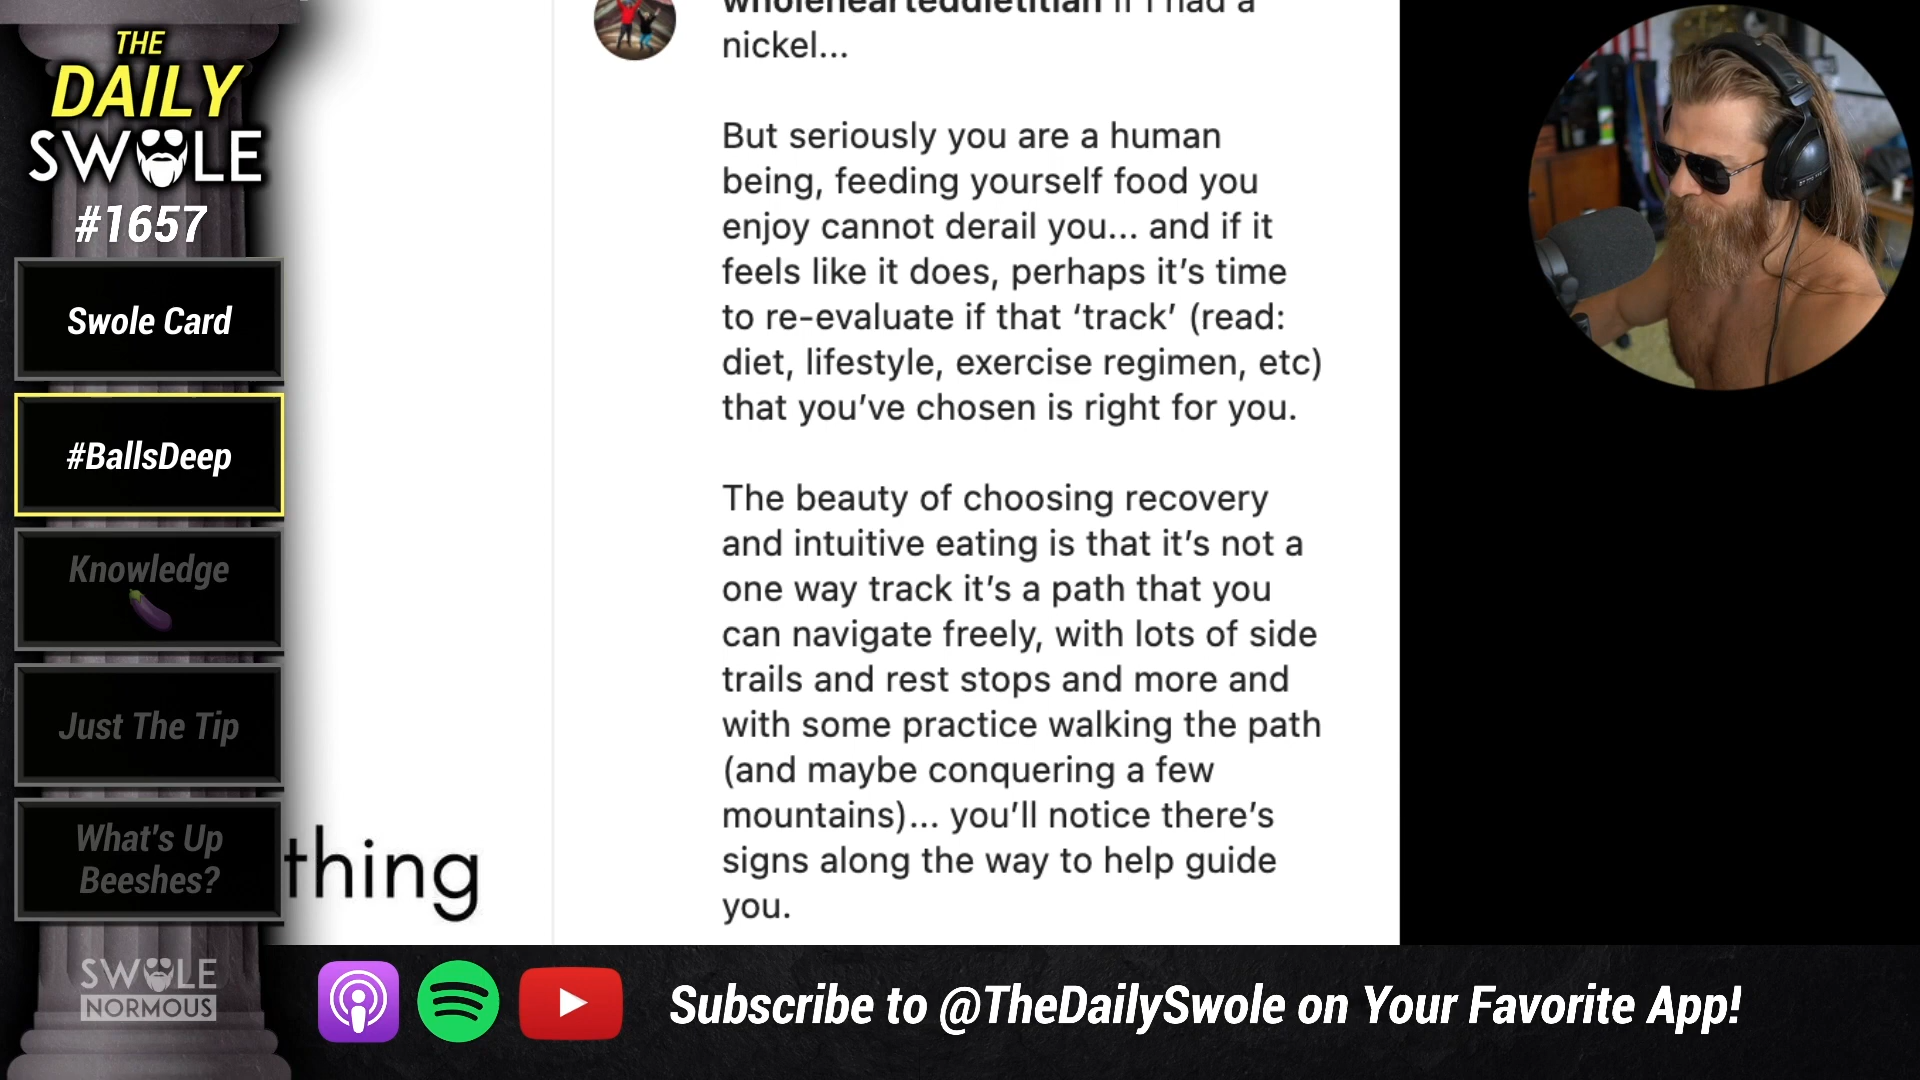 THE
DAILY
SWOLE
#1657
Swole Card
#BallsDeep
Knowledge
Just The Tip
What's Up
Beeshes?
SWOLE
NORMOUS
thing
wholehearteddietitian If I had a
nickel...
But seriously you are a human
being, feeding yourself food you
enjoy cannot derail you... and if it
feels like it does, perhaps it’s time
to re-evaluate if that ‘track’ (read:
diet, lifestyle, exercise regimen, etc)
that you’ve chosen is right for you.
The beauty of choosing recovery
and intuitive eating is that it’s not a
one way track it’s a path that you
can navigate freely, with lots of side
trails and rest stops and more and
with some practice walking the path
(and maybe conquering a few
mountains)... you’ll notice there’s
signs along the way to help guide
you.
Subscribe to @TheDailySwole on Your Favorite App!